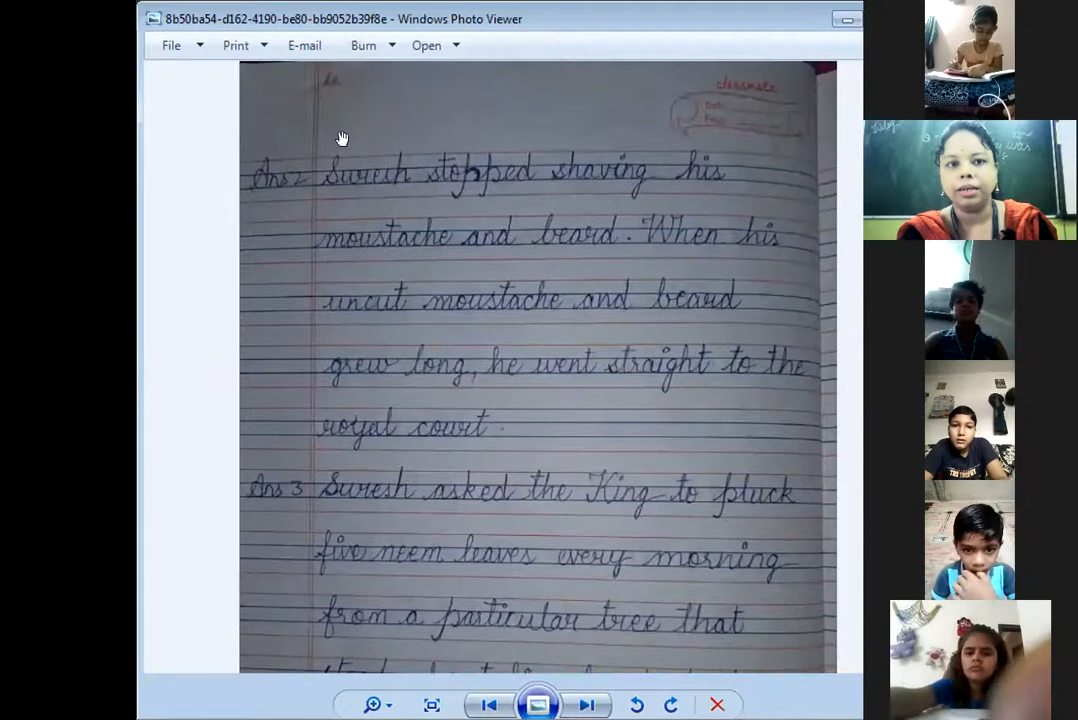 8b50ba54-d162-4190-be80-bb9052b39f8e - Windows Photo Viewer
File Print E-mail Burn Open
classmate
Date
Page
Ans 2 Suresh stopped shaving his
moustache and beard. When his
uncut moustache and beard
grew long, he went straight to the
royal court.
Ans 3 Suresh asked the King to pluck
five neem leaves every morning
from a particular tree that